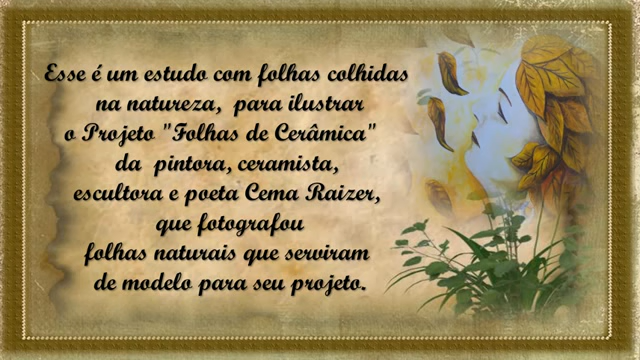 Esse é um estudo com folhas colhidas
na natureza, para ilustrar
o Projeto "Folhas de Cerâmica"
da pintora, ceramista,
escultora e poeta Cema Raizer,
que fotografou
folhas naturais que serviram
de modelo para seu projeto.